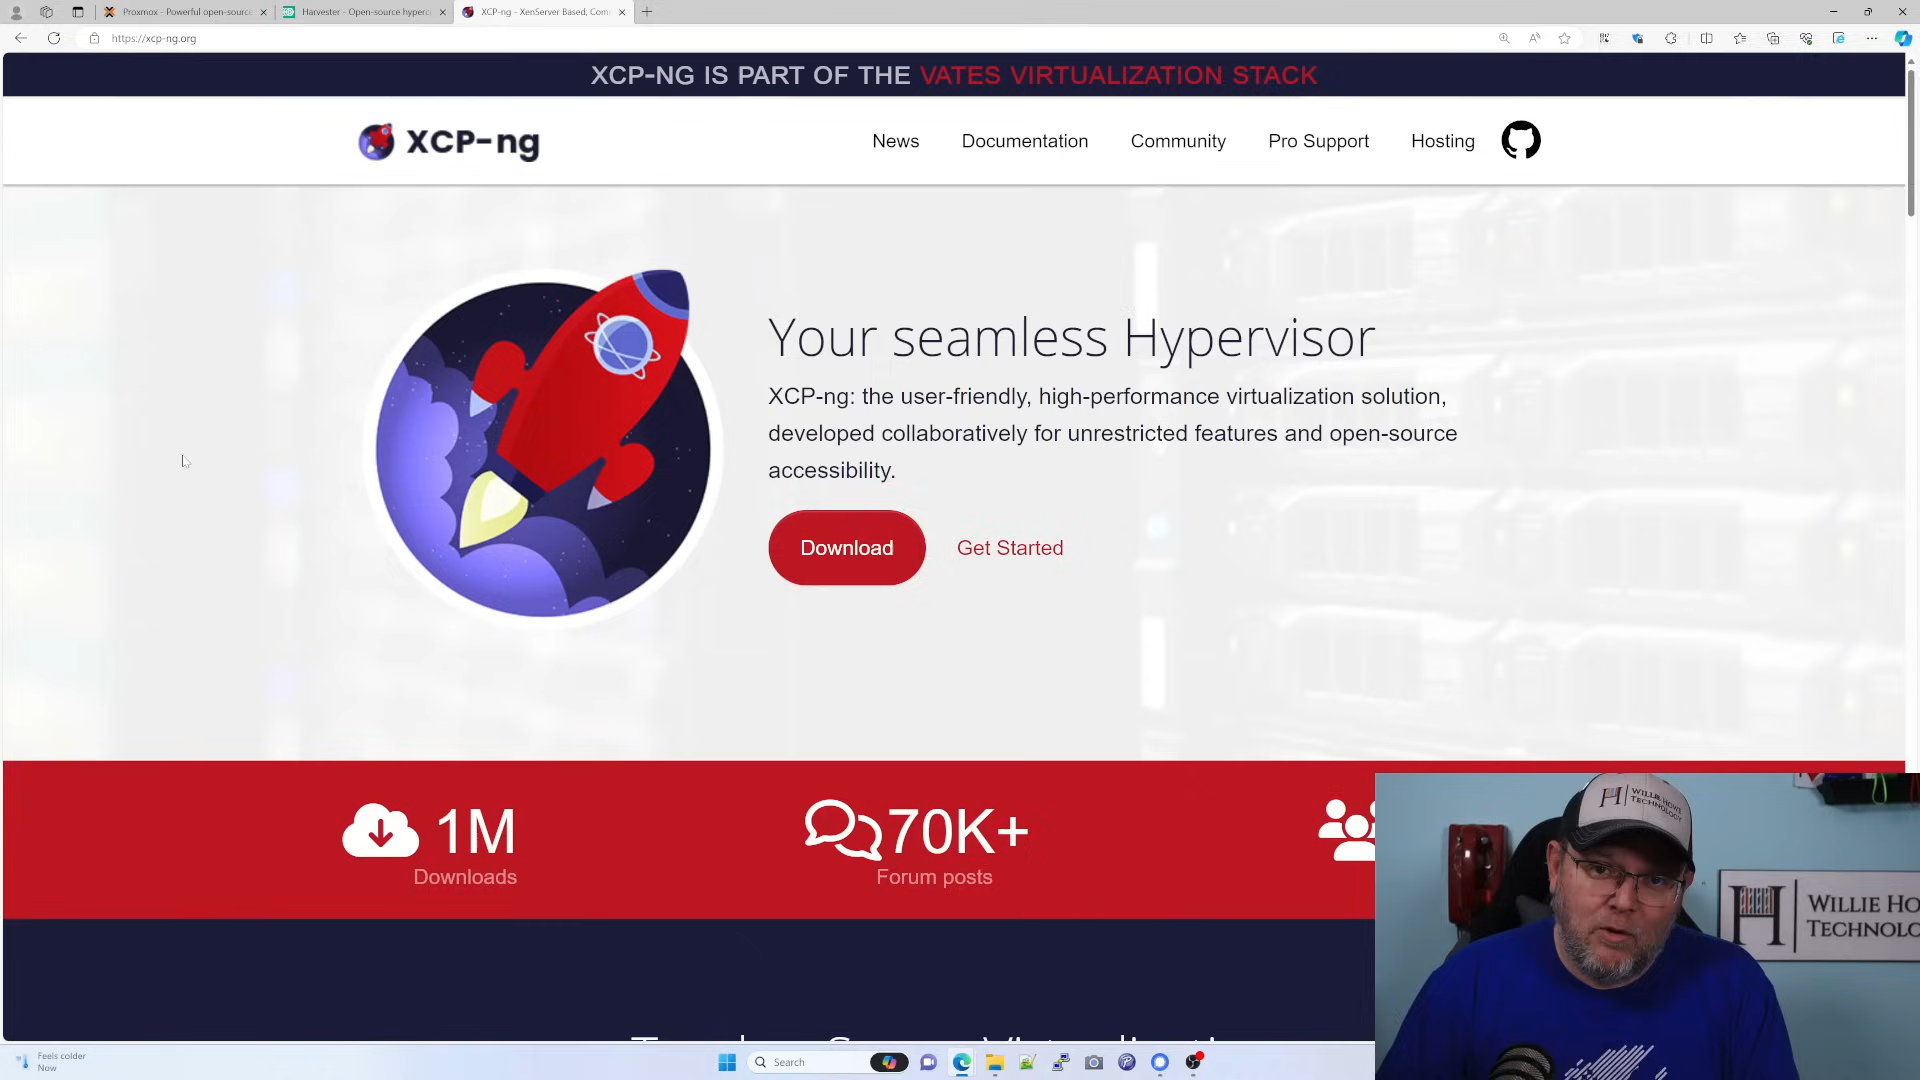 Proxmox - Powerful open-source
Harvester - Open-source hyperc
XCP-ng - XenServer Based, Com
https://xcp-ng.org
XCP-NG IS PART OF THE VATES VIRTUALIZATION STACK
XCP-ng
News
Documentation
Community
Pro Support
Hosting
Your seamless Hypervisor
XCP-ng: the user-friendly, high-performance virtualization solution,
developed collaboratively for unrestricted features and open-source
accessibility.
Download
Get Started
1M
Downloads
70K+
Forum posts
WILLIE HOWE
TECHNOLOGY
H
WILLIE HO
TECHNOLO
Feels colder
Now
Search